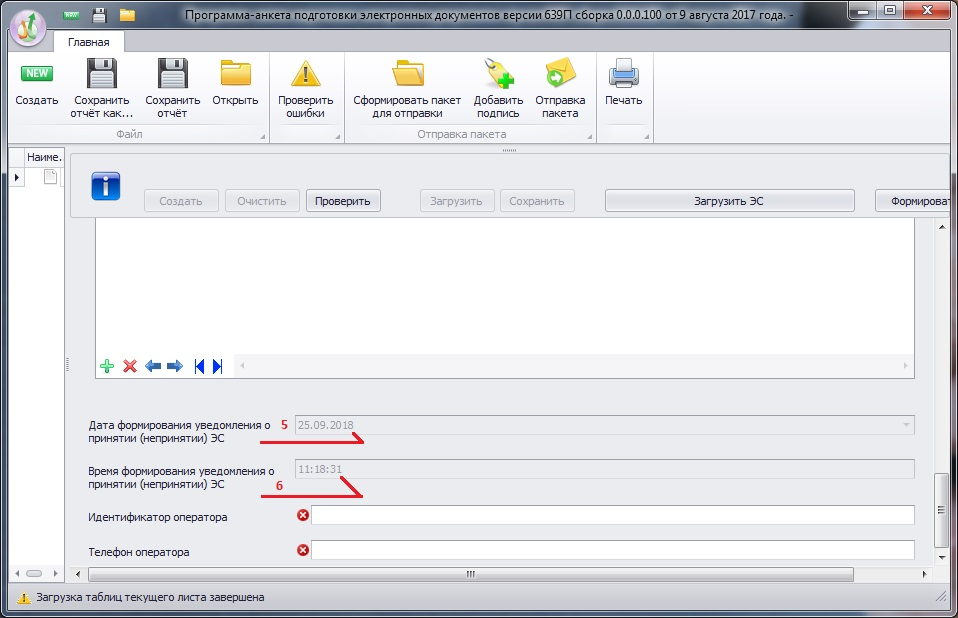 Программа-анкета подготовки электронных документов версии 639П сборка 0.0.0.100 от 9 августа 2017 года. -
Главная
NEW
Создать
Сохранить
отчёт как...
Сохранить
отчёт
Открыть
Проверить
ошибки
Сформировать пакет
для отправки
Добавить
подпись
Отправка
пакета
Печать
Файл
Отправка пакета
Наиме.
Создать
Очистить
Проверить
Загрузить
Сохранить
Загрузить ЭС
Формироват
Дата формирования уведомления о
принятии (непринятии) ЭС
5
25.09.2018
Время формирования уведомления о
принятии (непринятии) ЭС
6
11:18:31
Идентификатор оператора
Телефон оператора
Загрузка таблиц текущего листа завершена